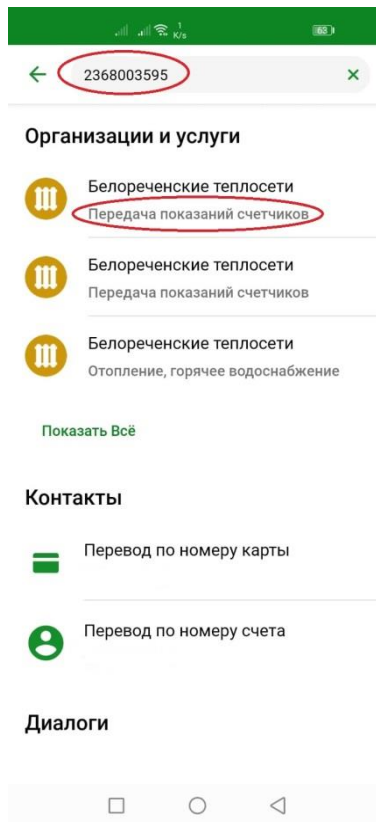 1
K/s
63
2368003595
Организации и услуги
Белореченские теплосети
Передача показаний счетчиков
Белореченские теплосети
Передача показаний счетчиков
Белореченские теплосети
Отопление, горячее водоснабжение
Показать Всё
Контакты
Перевод по номеру карты
Перевод по номеру счета
Диалоги